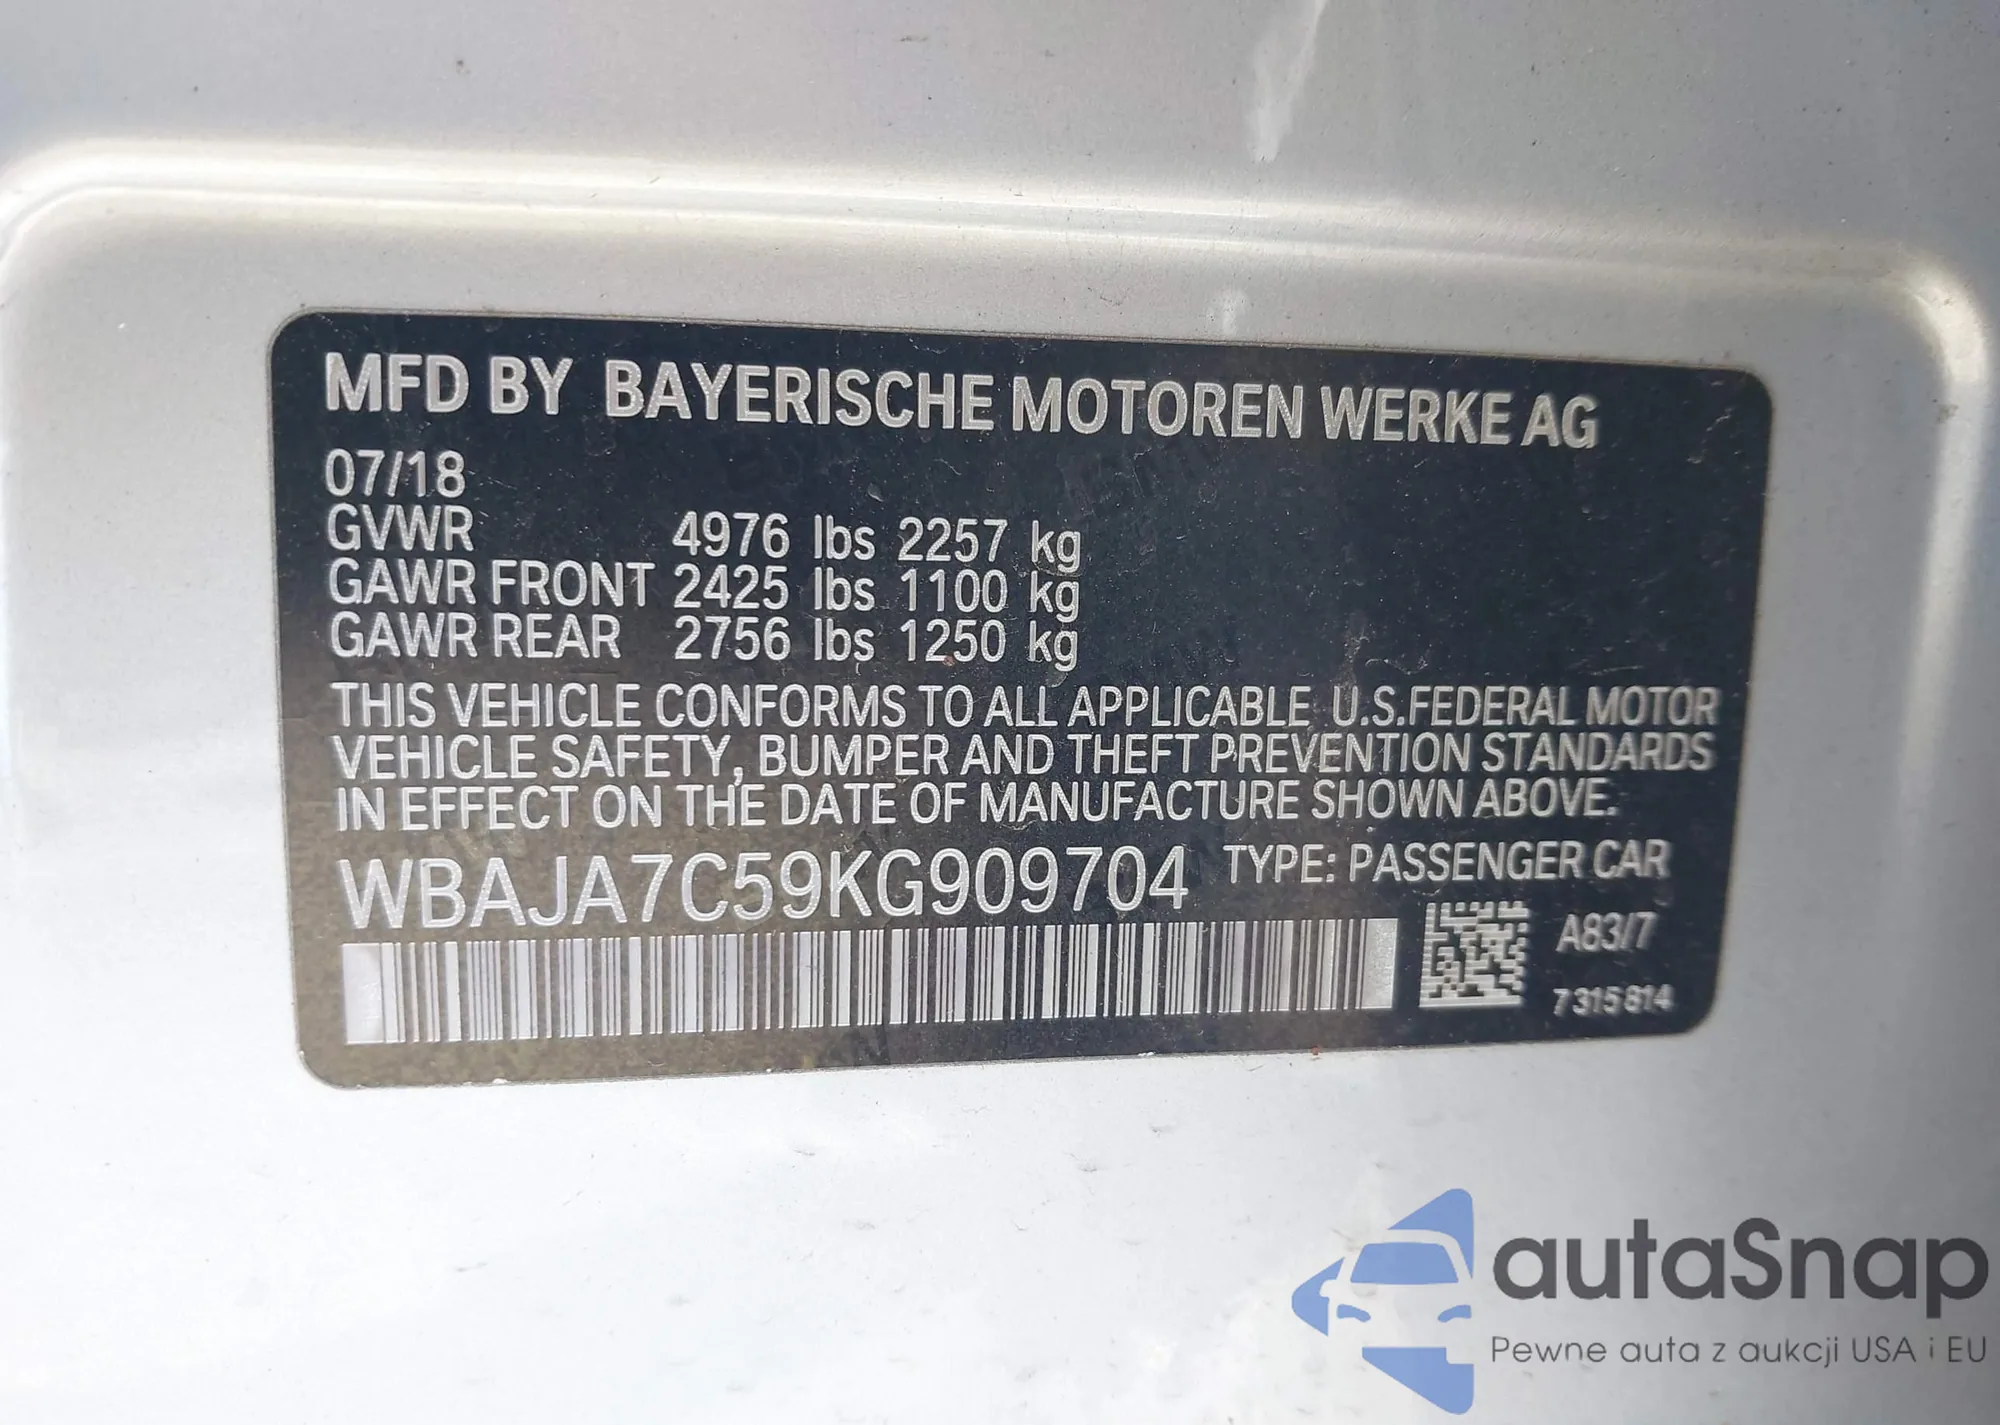 MFD BY BAYERISCHE MOTOREN WERKE AG
07/18
GVWR 4976 lbs 2257 kg
GAWR FRONT 2425 lbs 1100 kg
GAWR REAR 2756 lbs 1250 kg
THIS VEHICLE CONFORMS TO ALL APPLICABLE U.S.FEDERAL MOTOR
VEHICLE SAFETY, BUMPER AND THEFT PREVENTION STANDARDS
IN EFFECT ON THE DATE OF MANUFACTURE SHOWN ABOVE.
WBAJA7C59KG909704 TYPE: PASSENGER CAR
A83/7
7 315 814
autaSnap
Pewne auta z aukcji USA i EU